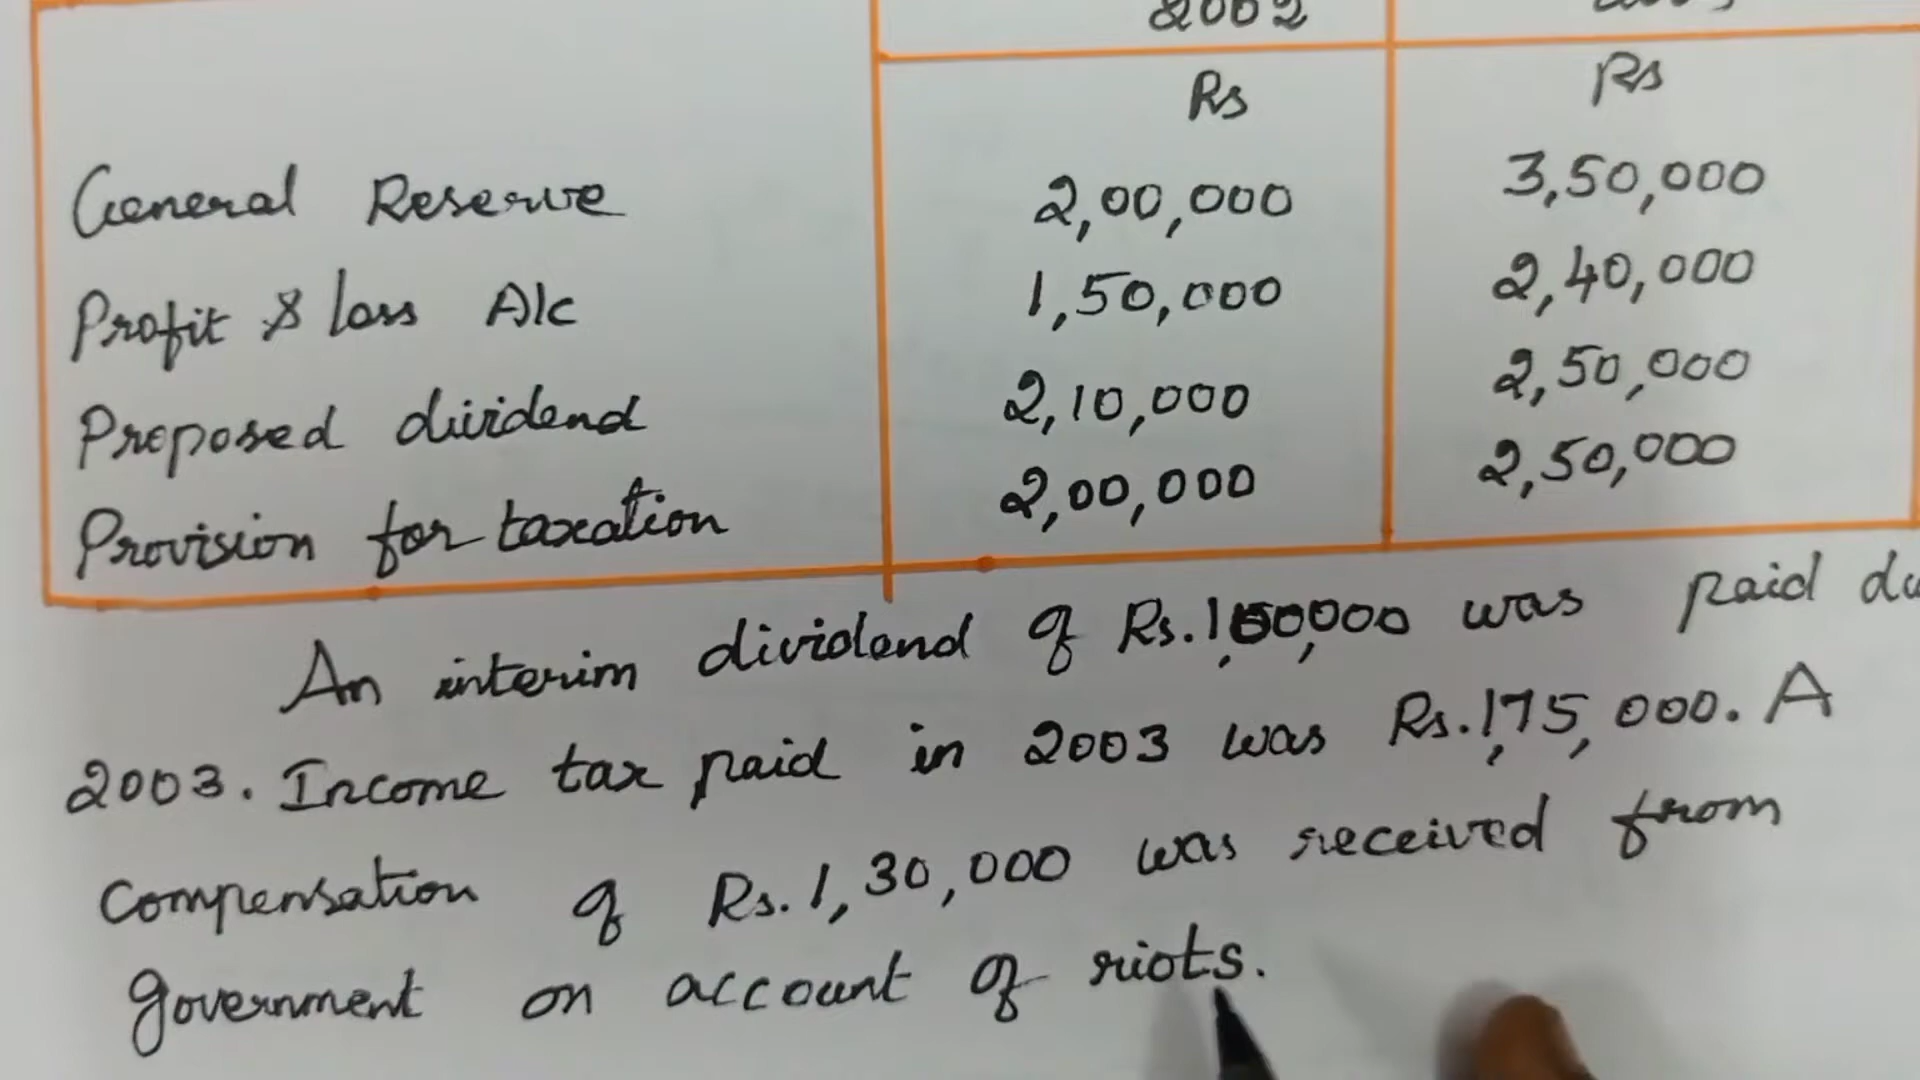 2002
Rs Rs
General Reserve 2,00,000 3,50,000
Profit & loss A/c 1,50,000 2,40,000
Proposed dividend 2,10,000 2,50,000
Provision for taxation 2,00,000 2,50,000
An interim dividend of Rs. was paid
2003. Income tax paid in 2003 was Rs.1,75,000. A
compensation of Rs.1,30,000 was received from
government on account of riots.